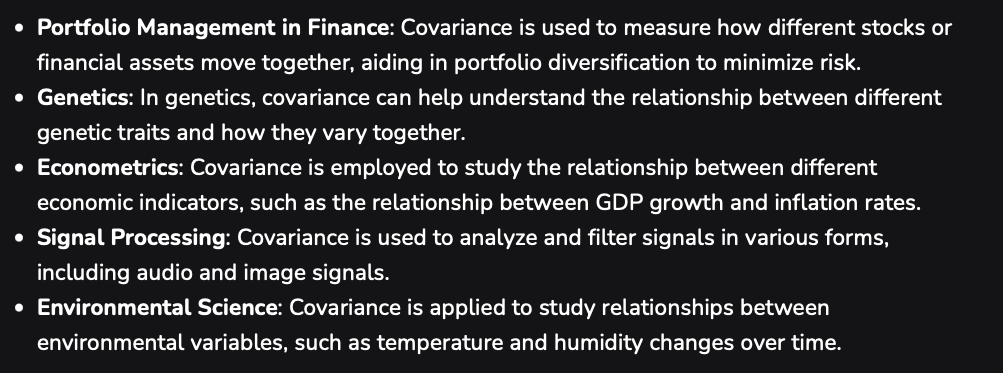 • Portfolio Management in Finance: Covariance is used to measure how different stocks or
financial assets move together, aiding in portfolio diversification to minimize risk.
• Genetics: In genetics, covariance can help understand the relationship between different
genetic traits and how they vary together.
• Econometrics: Covariance is employed to study the relationship between different
economic indicators, such as the relationship between GDP growth and inflation rates.
• Signal Processing: Covariance is used to analyze and filter signals in various forms,
including audio and image signals.
• Environmental Science: Covariance is applied to study relationships between
environmental variables, such as temperature and humidity changes over time.